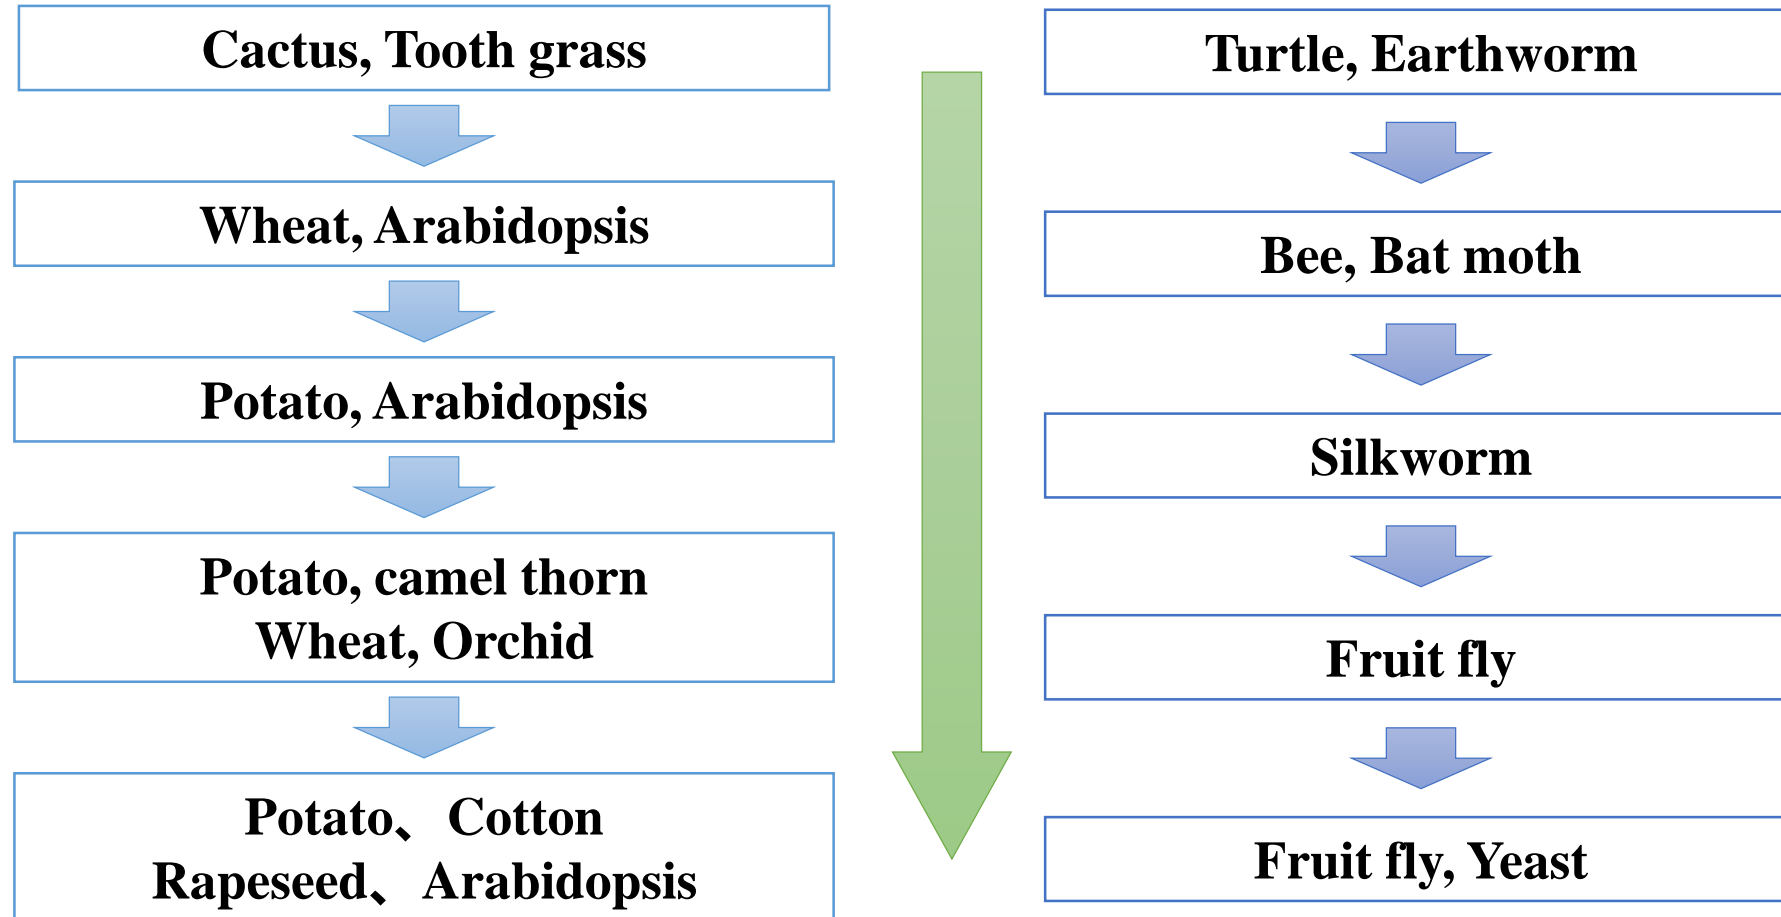 Cactus, Tooth grass
Wheat, Arabidopsis
Potato, Arabidopsis
Potato, camel thorn
Wheat, Orchid
Potato、 Cotton
Rapeseed、 Arabidopsis
Turtle, Earthworm
Bee, Bat moth
Silkworm
Fruit fly
Fruit fly, Yeast